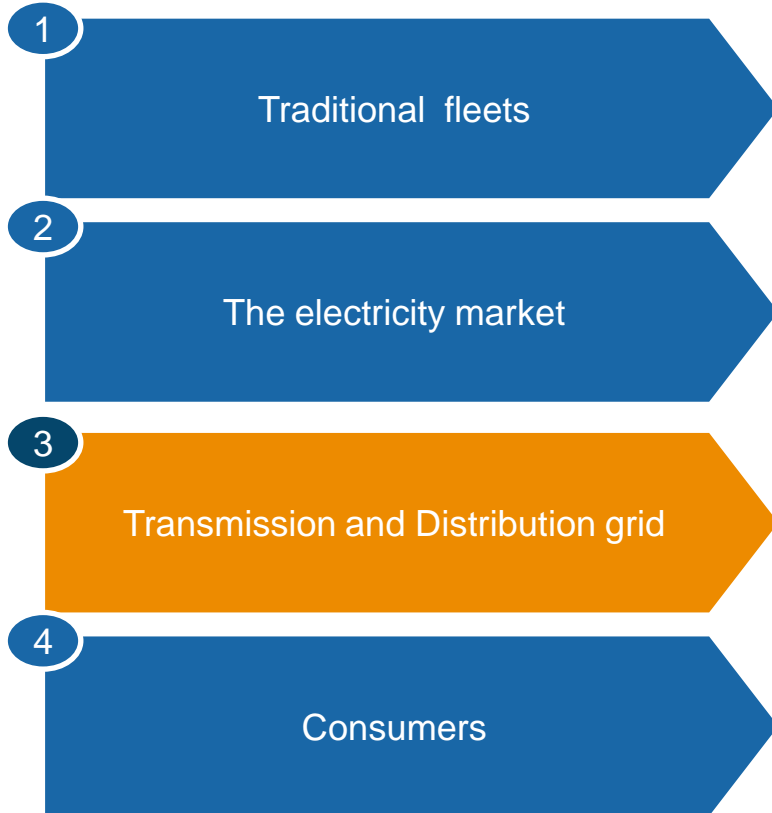 1
Traditional fleets
2
The electricity market
3
Transmission and Distribution grid
4
Consumers